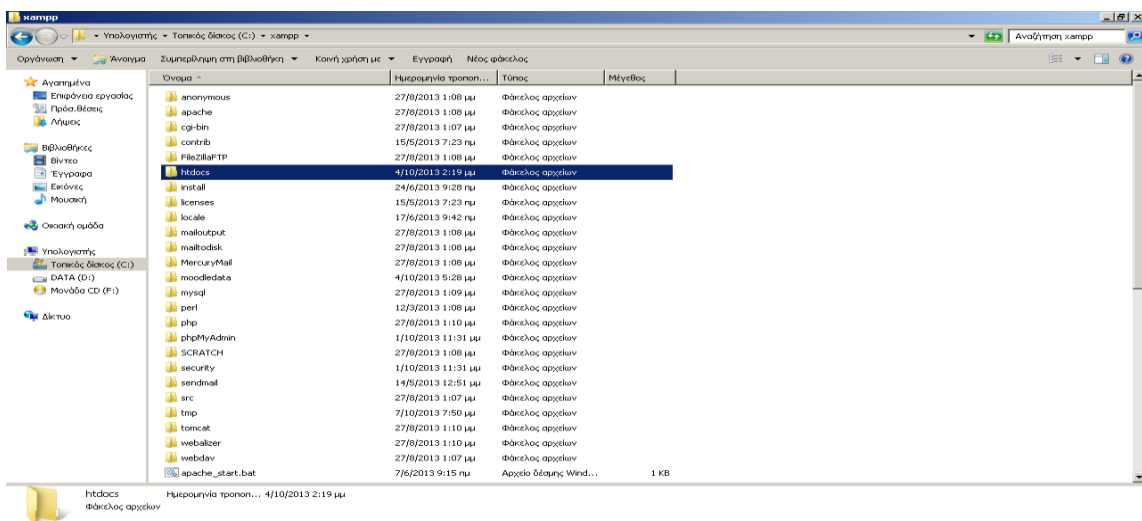 xampp
Υπολογιστής Τοπικός δίσκος (C:) xampp Αναζήτηση xampp
Οργάνωση Άνοιγμα Συμπερίληψη στη βιβλιοθήκη Κοινή χρήση με Εγγραφή Νέος φάκελος
Αγαπημένα
Επιφάνεια εργασίας
Πρόσ.θέσεις
Λήψεις
Βιβλιοθήκες
Βίντεο
Έγγραφα
Εικόνες
Μουσική
Οικιακή ομάδα
Υπολογιστής
Τοπικός δίσκος (C:)
DATA (D:)
Μονάδα CD (F:)
Δίκτυο
Όνομα Ημερομηνία τροποπ... Τύπος Μέγεθος
anonymous 27/8/2013 1:08 μμ Φάκελος αρχείων
apache 27/8/2013 1:08 μμ Φάκελος αρχείων
cgi-bin 27/8/2013 1:07 μμ Φάκελος αρχείων
contrib 15/5/2013 7:23 πμ Φάκελος αρχείων
FileZillaFTP 27/8/2013 1:08 μμ Φάκελος αρχείων
htdocs 4/10/2013 2:19 μμ Φάκελος αρχείων
install 24/6/2013 9:28 πμ Φάκελος αρχείων
licenses 15/5/2013 7:23 πμ Φάκελος αρχείων
locale 17/6/2013 9:42 πμ Φάκελος αρχείων
mailoutput 27/8/2013 1:08 μμ Φάκελος αρχείων
mailtodisk 27/8/2013 1:08 μμ Φάκελος αρχείων
MercuryMail 27/8/2013 1:08 μμ Φάκελος αρχείων
moodledata 4/10/2013 5:28 μμ Φάκελος αρχείων
mysql 27/8/2013 1:09 μμ Φάκελος αρχείων
perl 12/3/2013 1:08 μμ Φάκελος αρχείων
php 27/8/2013 1:10 μμ Φάκελος αρχείων
phpMyAdmin 1/10/2013 11:31 μμ Φάκελος αρχείων
SCRATCH 27/8/2013 1:08 μμ Φάκελος αρχείων
security 1/10/2013 11:31 μμ Φάκελος αρχείων
sendmail 14/5/2013 12:51 μμ Φάκελος αρχείων
src 27/8/2013 1:07 μμ Φάκελος αρχείων
tmp 7/10/2013 7:50 μμ Φάκελος αρχείων
tomcat 27/8/2013 1:10 μμ Φάκελος αρχείων
webalizer 27/8/2013 1:10 μμ Φάκελος αρχείων
webdav 27/8/2013 1:07 μμ Φάκελος αρχείων
apache_start.bat 7/6/2013 9:15 πμ Αρχείο δέσμης Wind... 1 KB
htdocs Ημερομηνία τροποπ... 4/10/2013 2:19 μμ
Φάκελος αρχείων